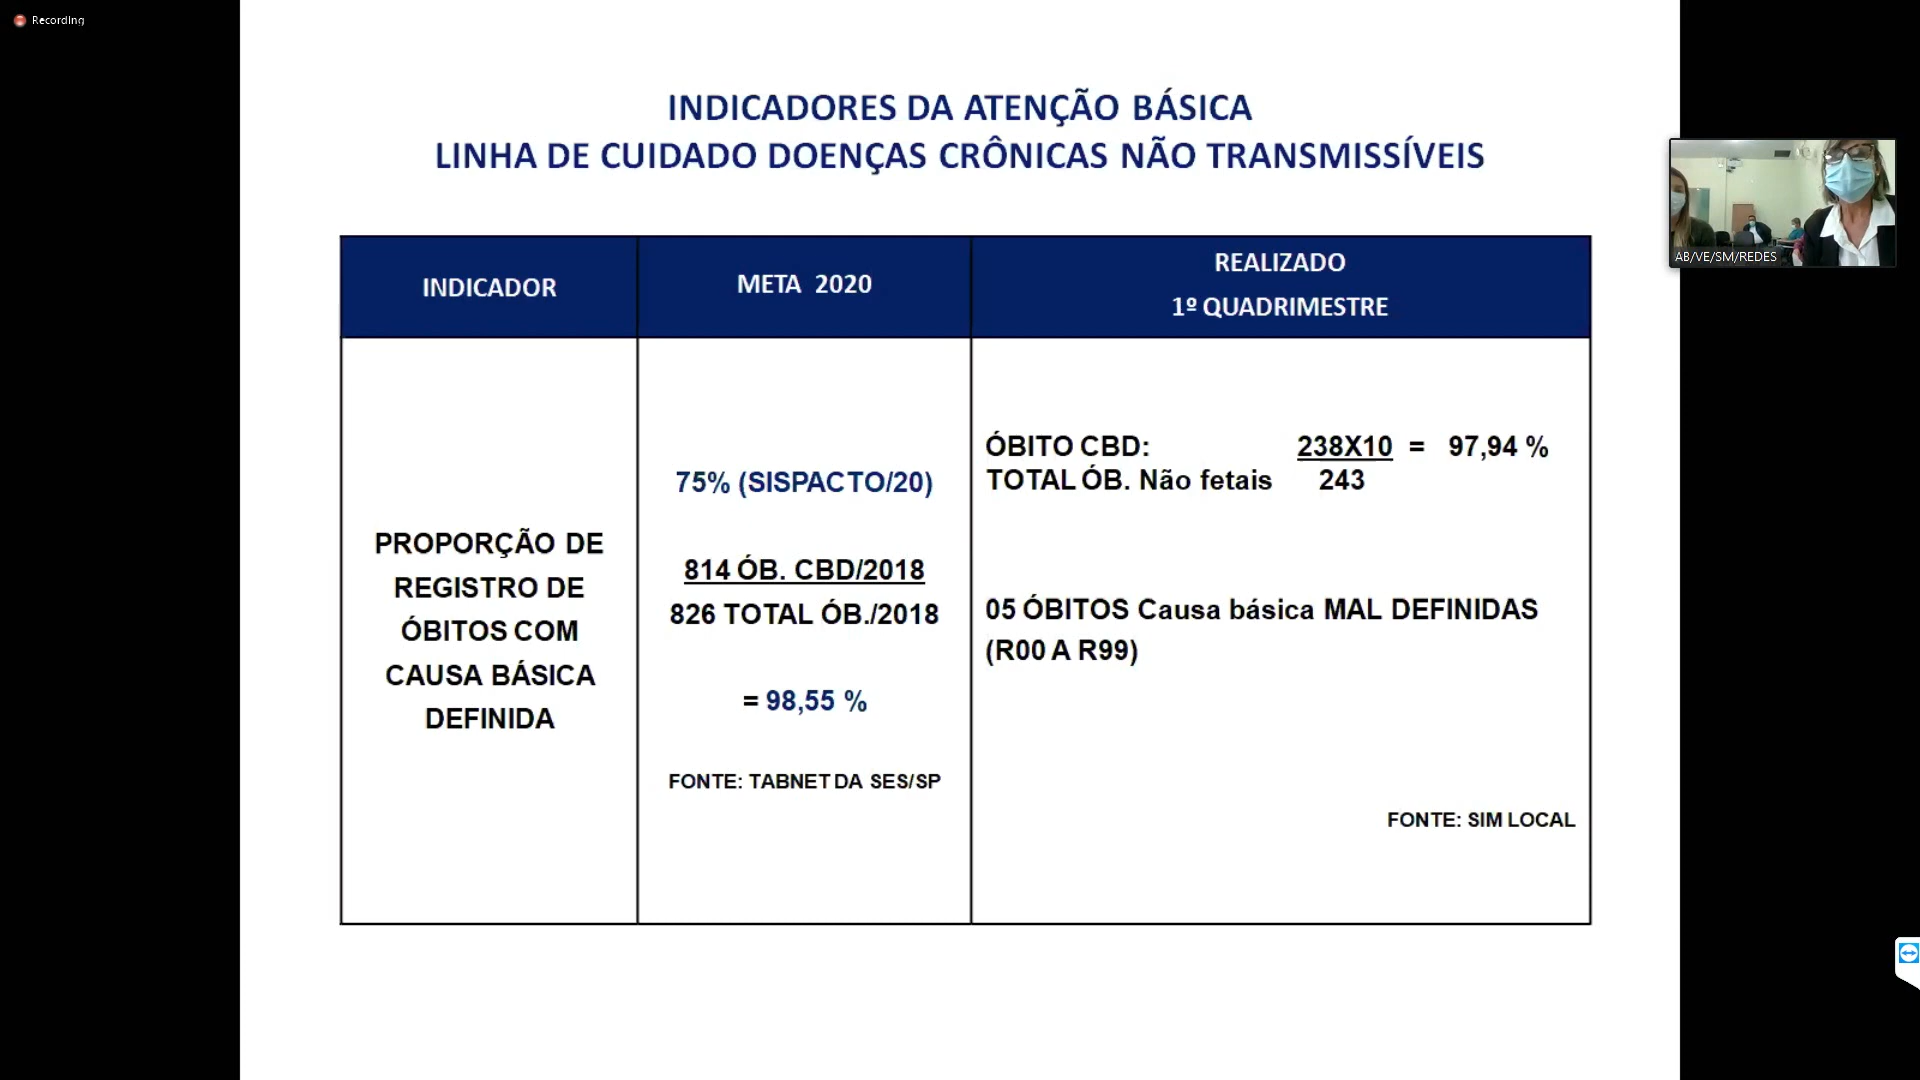 Recording
INDICADORES DA ATENÇÃO BÁSICA
LINHA DE CUIDADO DOENÇAS CRÔNICAS NÃO TRANSMISSÍVEIS
AB/VE/SM/REDES
INDICADOR
META 2020
REALIZADO
1º QUADRIMESTRE
PROPORÇÃO DE
REGISTRO DE
ÓBITOS COM
CAUSA BÁSICA
DEFINIDA
75% (SISPACTO/20)
814 ÓB. CBD/2018
826 TOTAL ÓB./2018
= 98,55 %
FONTE: TABNET DA SES/SP
ÓBITO CBD: 238X10 = 97,94 %
TOTAL ÓB. Não fetais 243
05 ÓBITOS Causa básica MAL DEFINIDAS
(R00 A R99)
FONTE: SIM LOCAL